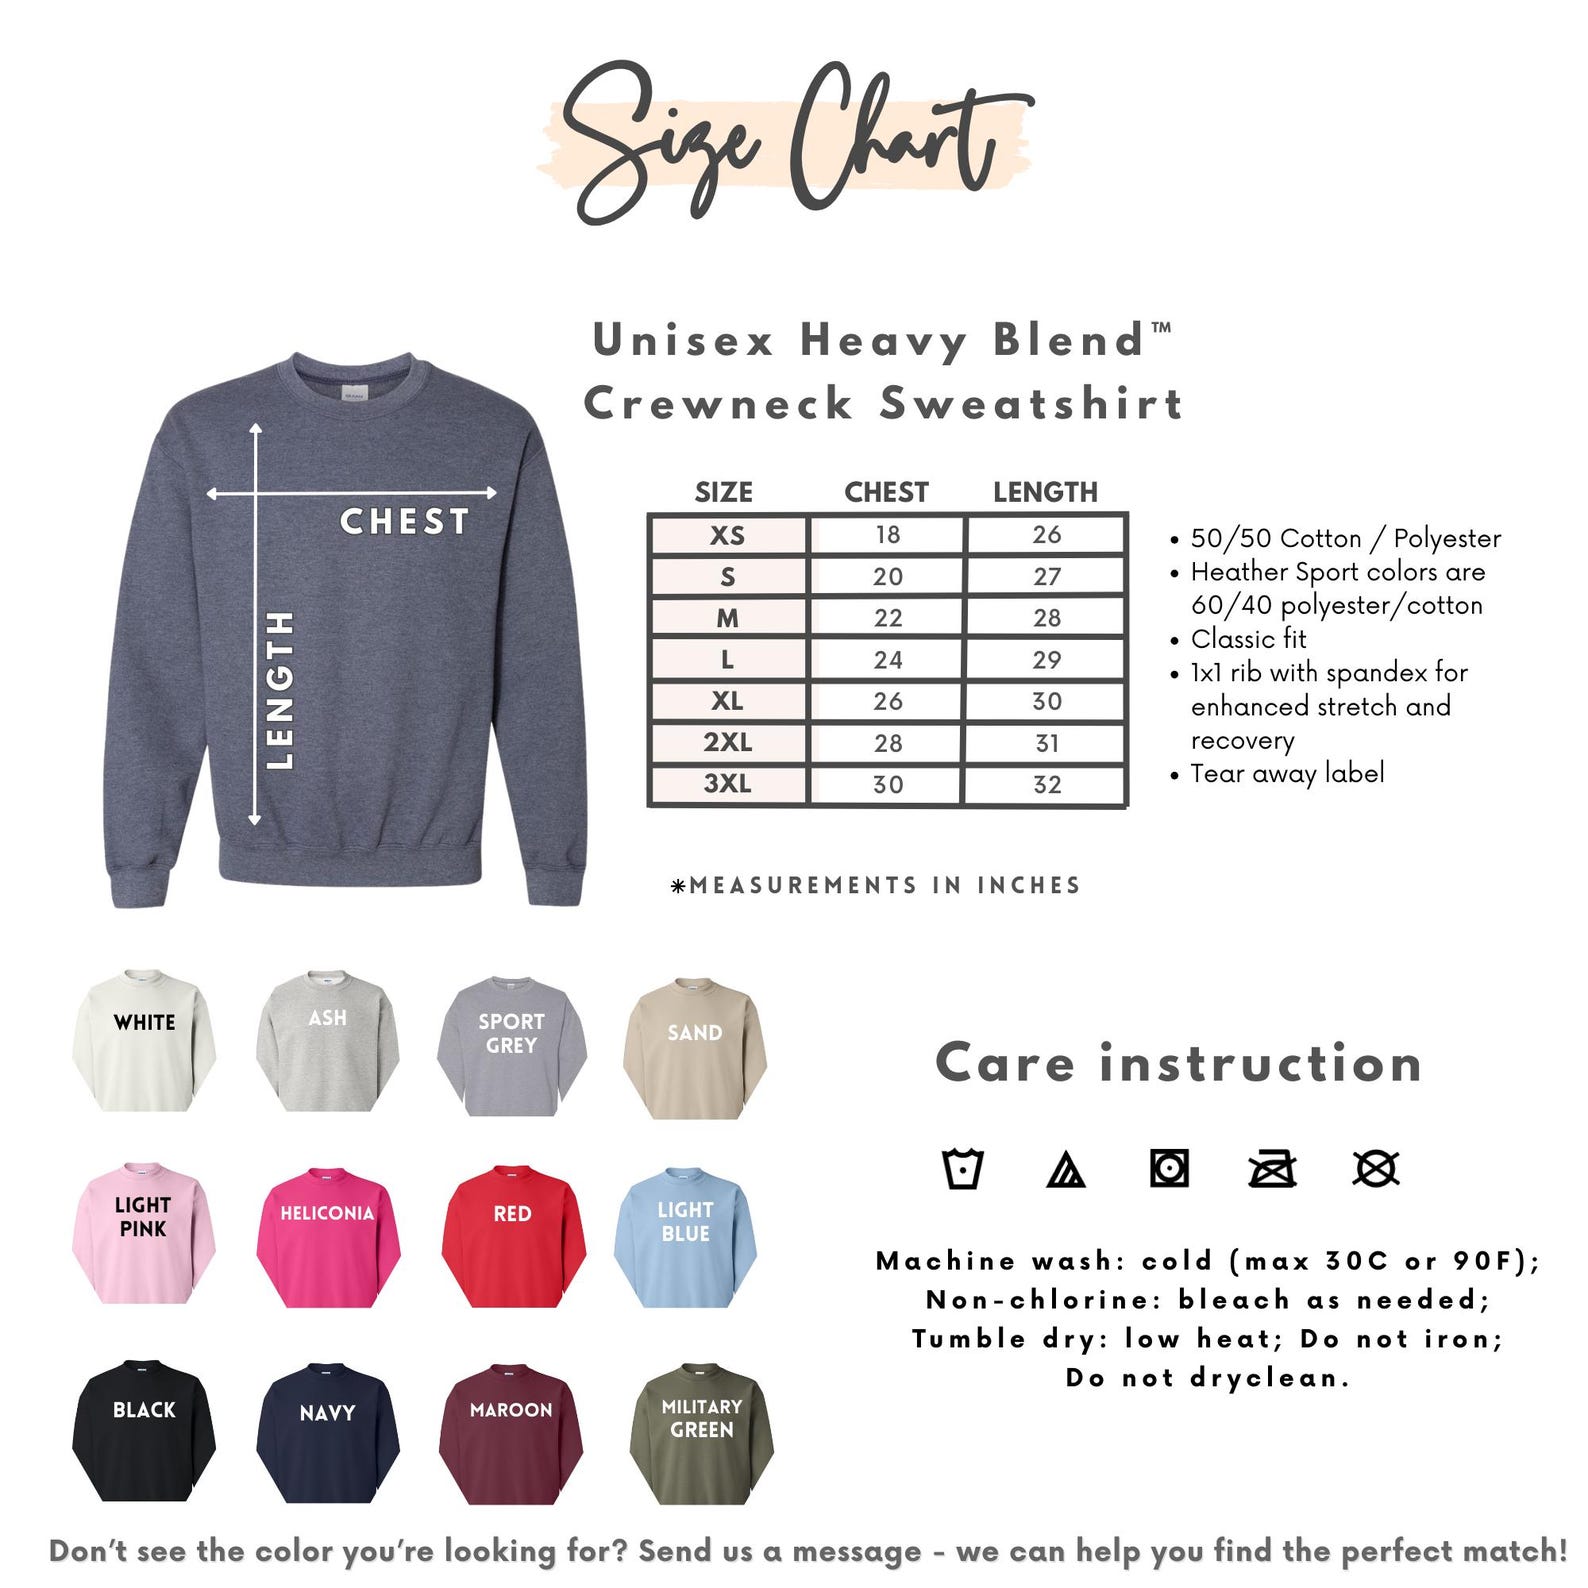 Size Chart
Unisex Heavy Blend™
Crewneck Sweatshirt
SIZE CHEST LENGTH
XS 18 26
S 20 27
M 22 28
L 24 29
XL 26 30
2XL 28 31
3XL 30 32
*MEASUREMENTS IN INCHES
• 50/50 Cotton / Polyester
• Heather Sport colors are
60/40 polyester/cotton
• Classic fit
• 1x1 rib with spandex for
enhanced stretch and
recovery
• Tear away label
CHEST
LENGTH
WHITE
ASH
SPORT
GREY
SAND
LIGHT
PINK
HELICONIA
RED
LIGHT
BLUE
BLACK
NAVY
MAROON
MILITARY
GREEN
Care instruction
Machine wash: cold (max 30C or 90F);
Non-chlorine: bleach as needed;
Tumble dry: low heat; Do not iron;
Do not dryclean.
Don't see the color you're looking for? Send us a message - we can help you find the perfect match!